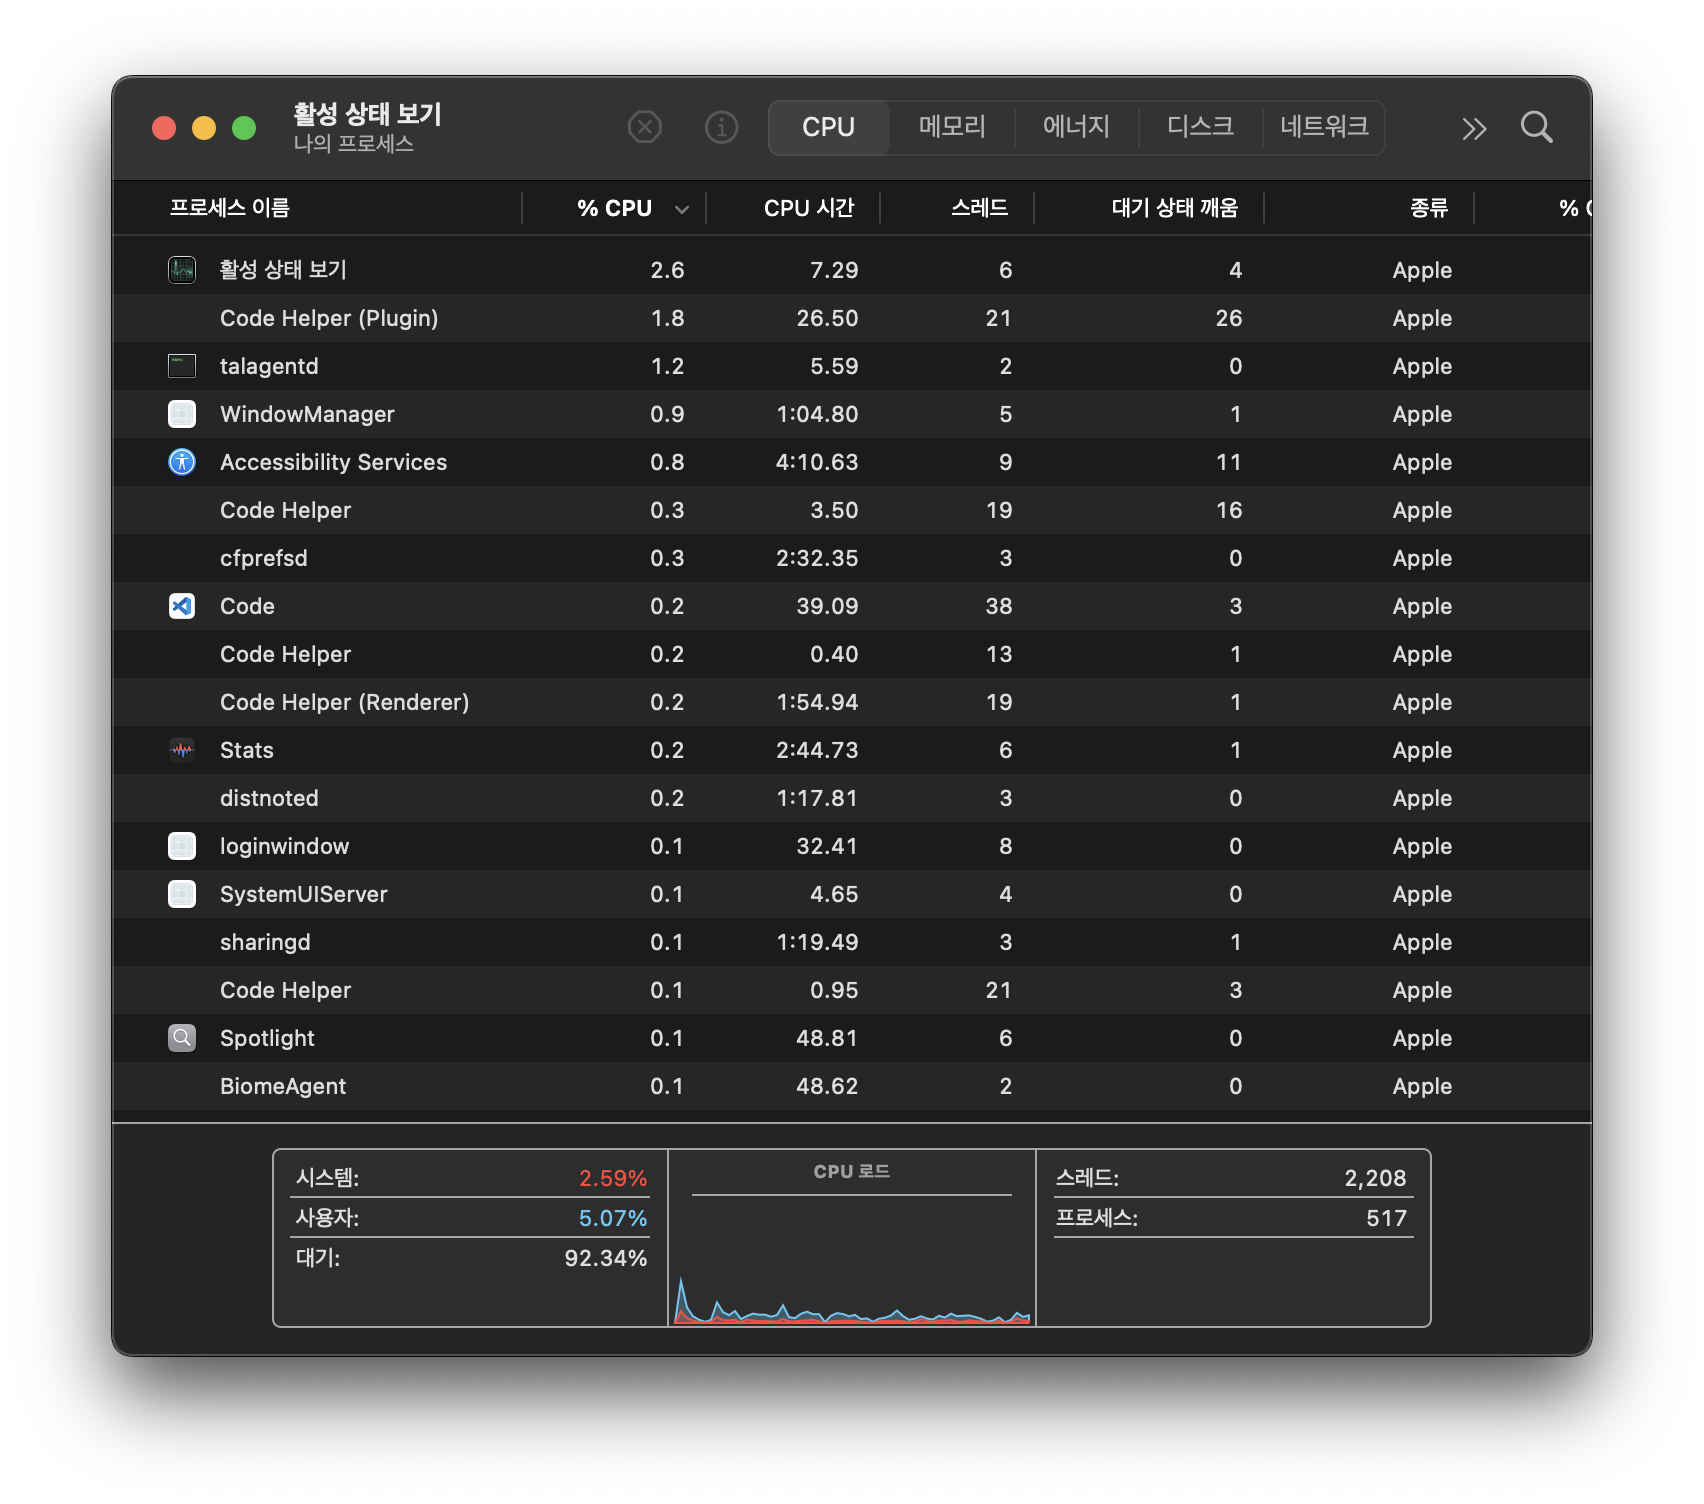 활성 상태 보기
나의 프로세스
CPU 메모리 에너지 디스크 네트워크
프로세스 이름 % CPU CPU 시간 스레드 대기 상태 깨움 종류 %
활성 상태 보기 2.6 7.29 6 4 Apple
Code Helper (Plugin) 1.8 26.50 21 26 Apple
talagentd 1.2 5.59 2 0 Apple
WindowManager 0.9 1:04.80 5 1 Apple
Accessibility Services 0.8 4:10.63 9 11 Apple
Code Helper 0.3 3.50 19 16 Apple
cfprefsd 0.3 2:32.35 3 0 Apple
Code 0.2 39.09 38 3 Apple
Code Helper 0.2 0.40 13 1 Apple
Code Helper (Renderer) 0.2 1:54.94 19 1 Apple
Stats 0.2 2:44.73 6 1 Apple
distnoted 0.2 1:17.81 3 0 Apple
loginwindow 0.1 32.41 8 0 Apple
SystemUIServer 0.1 4.65 4 0 Apple
sharingd 0.1 1:19.49 3 1 Apple
Code Helper 0.1 0.95 21 3 Apple
Spotlight 0.1 48.81 6 0 Apple
BiomeAgent 0.1 48.62 2 0 Apple
시스템: 2.59%
사용자: 5.07%
대기: 92.34%
CPU 로드
스레드: 2,208
프로세스: 517